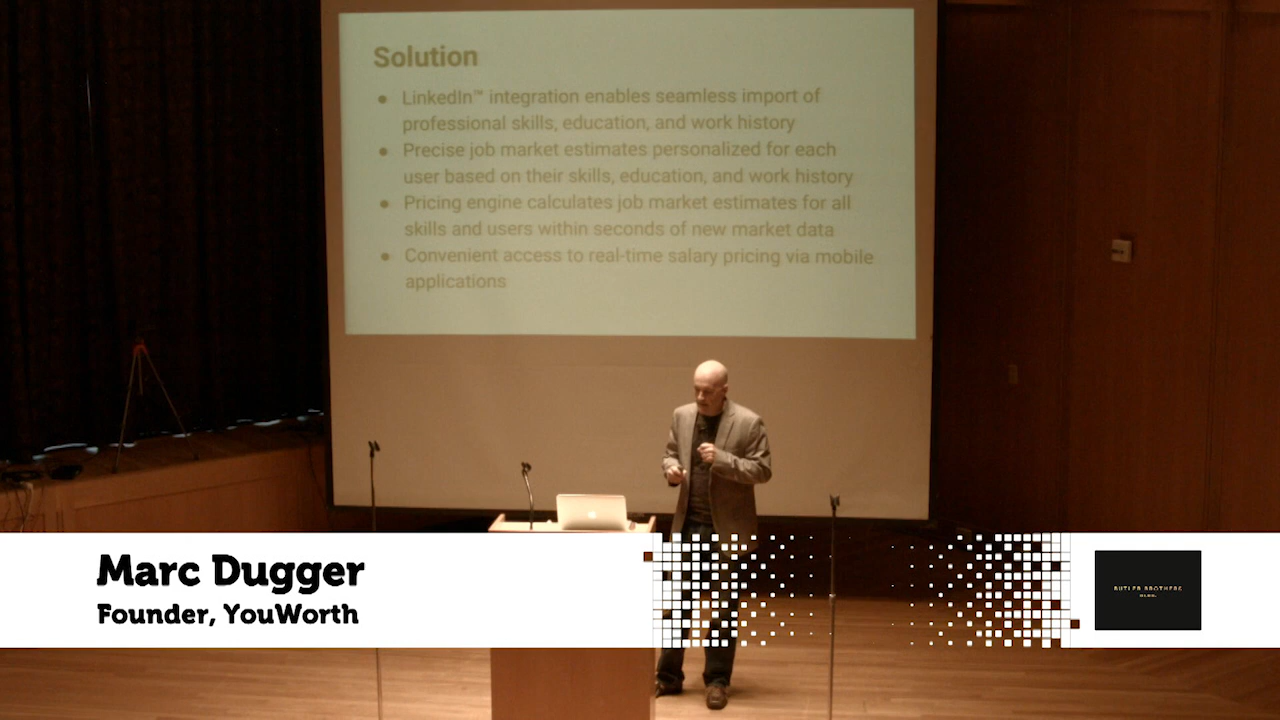 Solution
● LinkedIn™ integration enables seamless import of
professional skills, education, and work history
● Precise job market estimates personalized for each
user based on their skills, education, and work history
● Pricing engine calculates job market estimates for all
skills and users within seconds of new market data
● Convenient access to real-time salary pricing via mobile
applications
Marc Dugger
Founder, YouWorth
BUTLER BROTHERS